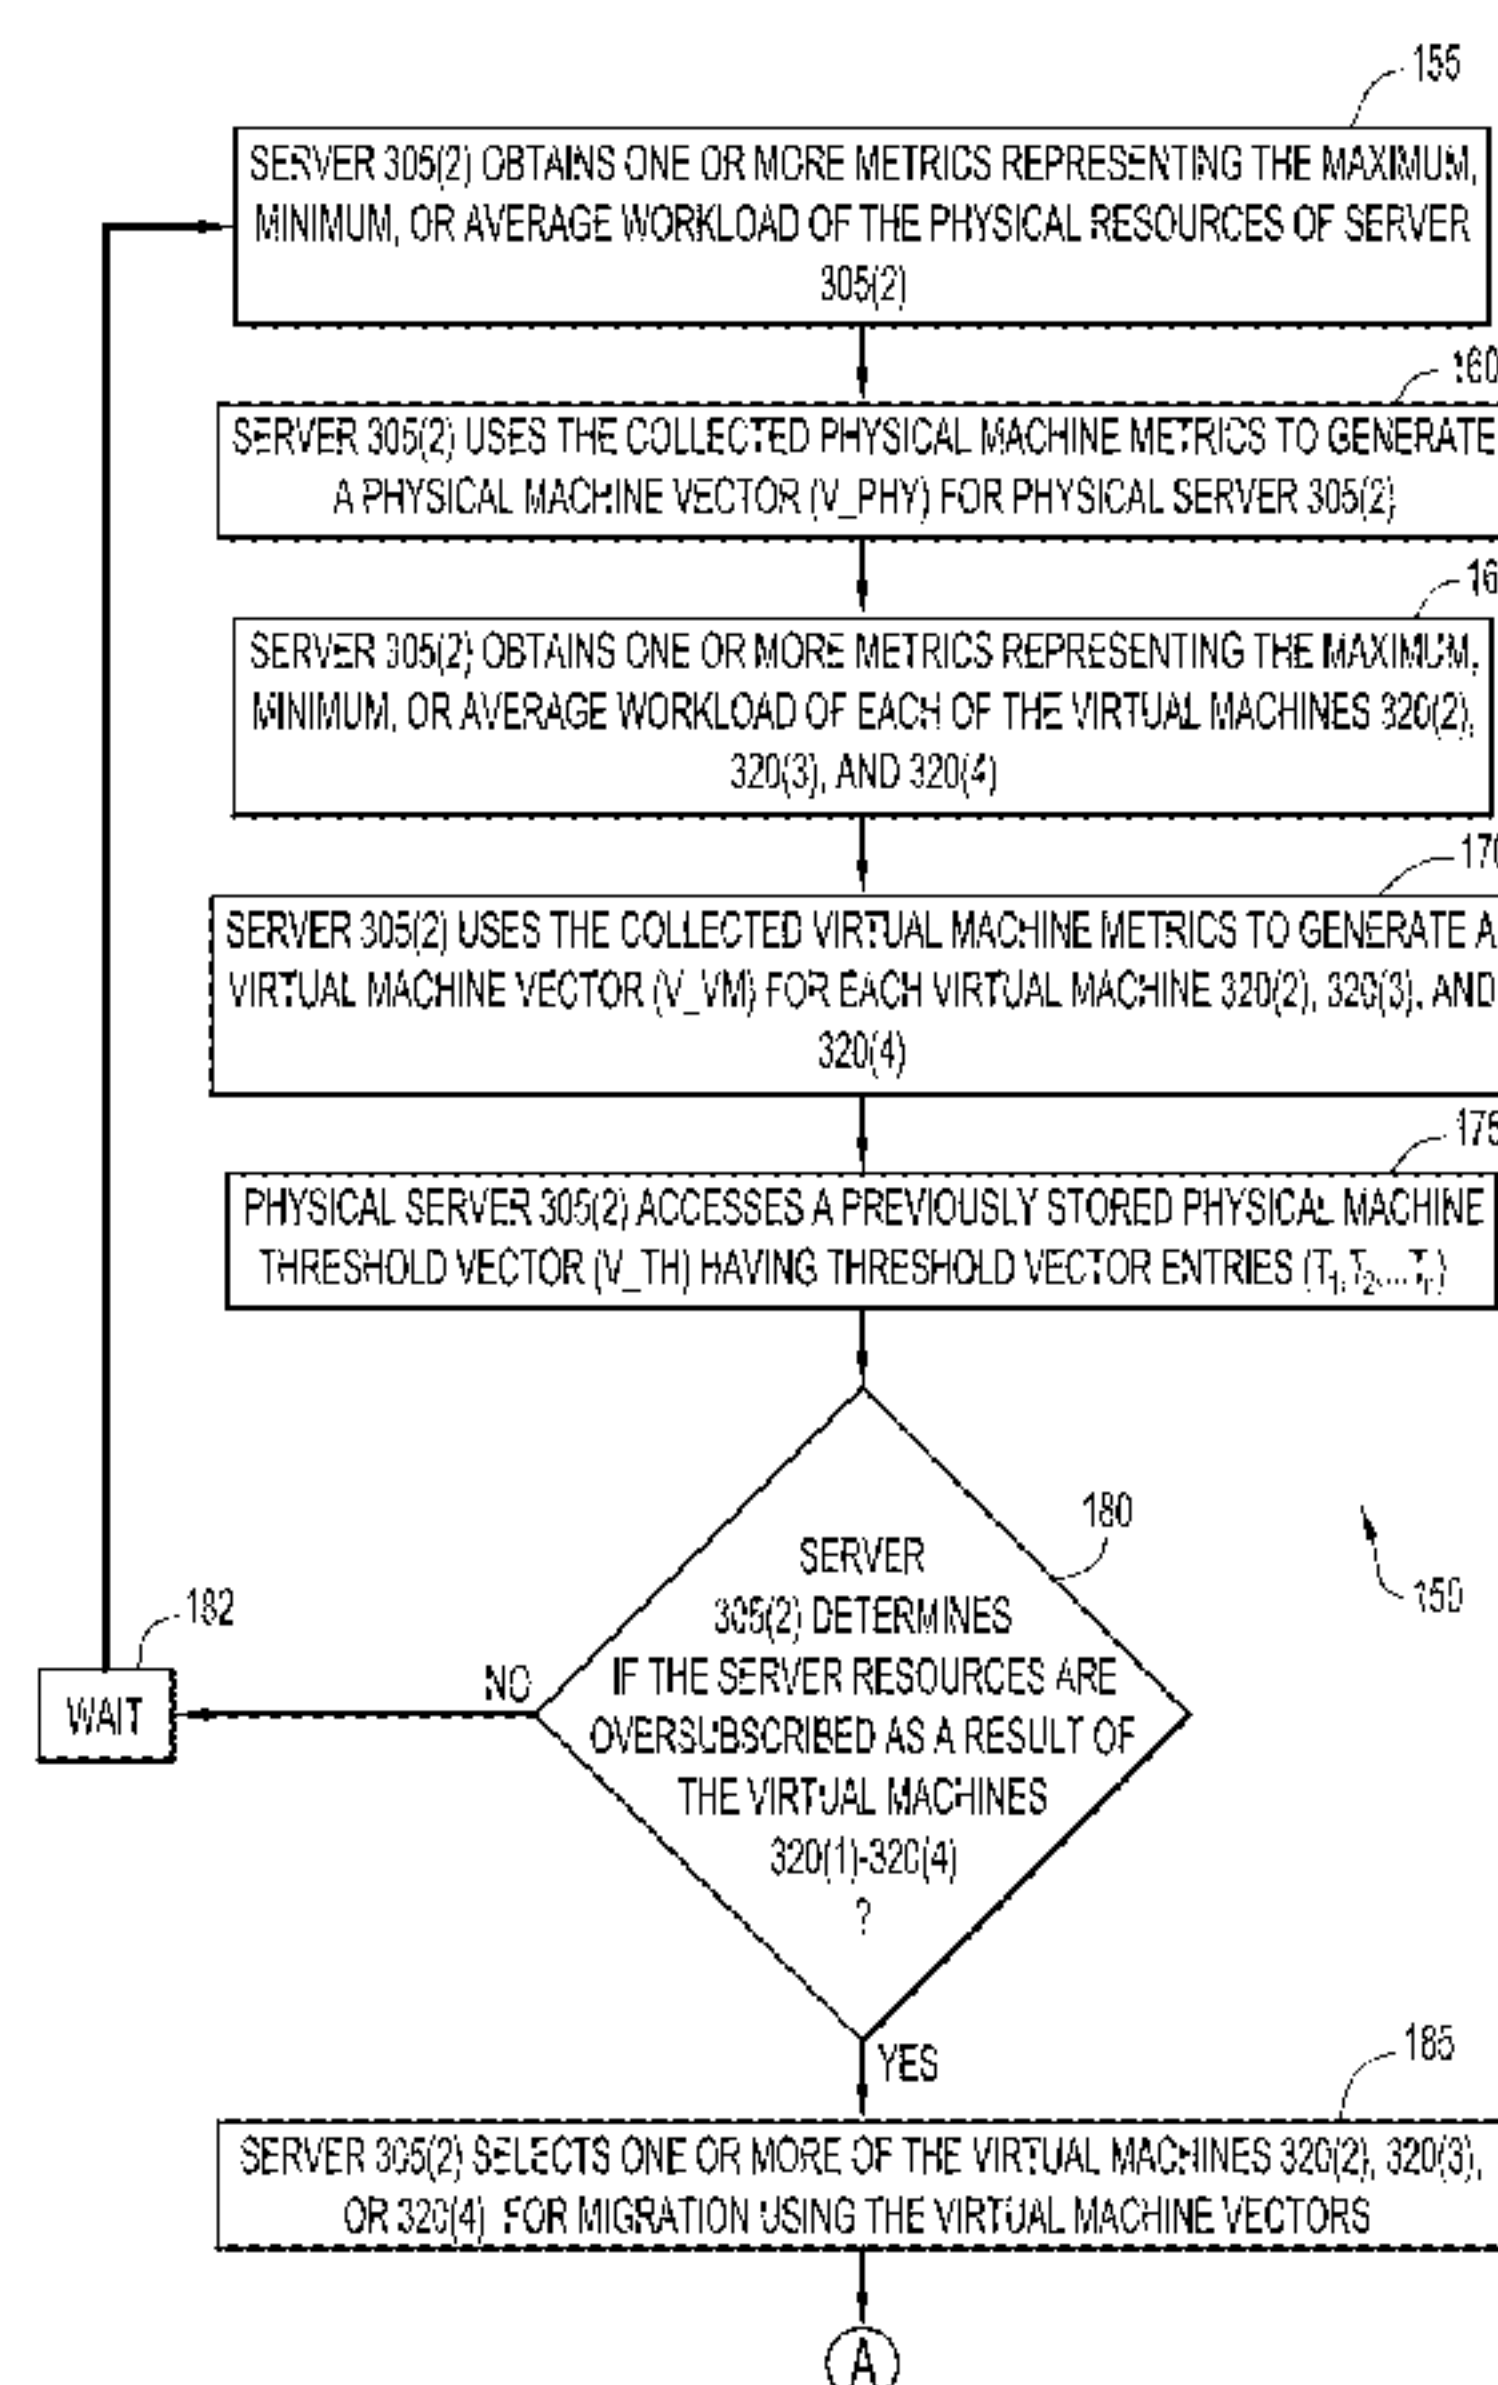 155
SERVER 305(2) OBTAINS ONE OR MORE METRICS REPRESENTING THE MAXIMUM,
MINIMUM, OR AVERAGE WORKLOAD OF THE PHYSICAL RESOURCES OF SERVER
305(2)
160
SERVER 305(2) USES THE COLLECTED PHYSICAL MACHINE METRICS TO GENERATE
A PHYSICAL MACHINE VECTOR (V_PHY) FOR PHYSICAL SERVER 305(2)
16
SERVER 305(2) OBTAINS ONE OR MORE METRICS REPRESENTING THE MAXIMUM,
MINIMUM, OR AVERAGE WORKLOAD OF EACH OF THE VIRTUAL MACHINES 320(2),
320(3), AND 320(4)
170
SERVER 305(2) USES THE COLLECTED VIRTUAL MACHINE METRICS TO GENERATE A
VIRTUAL MACHINE VECTOR (V_VM) FOR EACH VIRTUAL MACHINE 320(2), 320(3), AND
320(4)
175
PHYSICAL SERVER 305(2) ACCESSES A PREVIOUSLY STORED PHYSICAL MACHINE
THRESHOLD VECTOR (V_TH) HAVING THRESHOLD VECTOR ENTRIES (T₁,T₂,...Tₙ)
180
SERVER
305(2) DETERMINES
IF THE SERVER RESOURCES ARE
OVERSUBSCRIBED AS A RESULT OF
THE VIRTUAL MACHINES
320(1)-320(4)
?
150
182
NO
WAIT
YES
185
SERVER 305(2) SELECTS ONE OR MORE OF THE VIRTUAL MACHINES 320(2), 320(3),
OR 320(4) FOR MIGRATION USING THE VIRTUAL MACHINE VECTORS
A